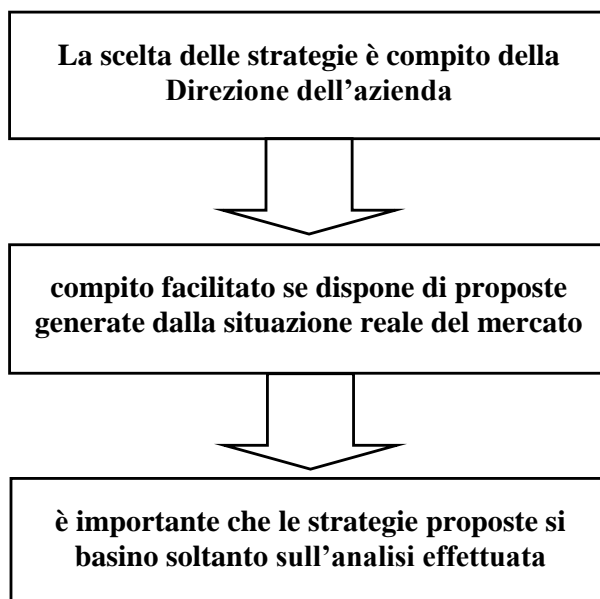 La scelta delle strategie è compito della
Direzione dell’azienda
compito facilitato se dispone di proposte
generate dalla situazione reale del mercato
è importante che le strategie proposte si
basino soltanto sull’analisi effettuata